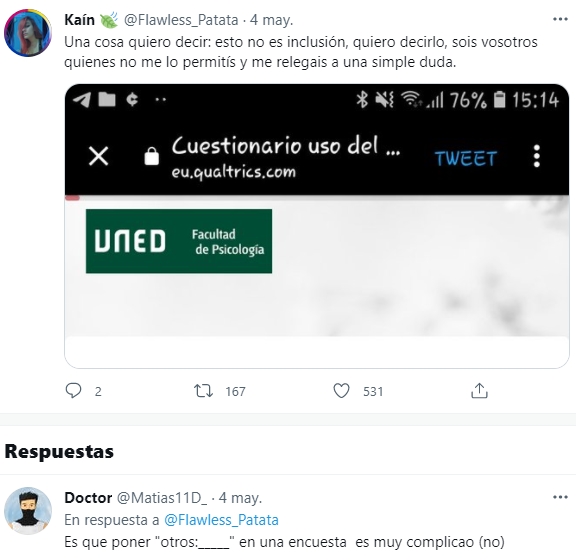 Kaín @Flawless_Patata · 4 may.
Una cosa quiero decir: esto no es inclusión, quiero decirlo, sois vosotros
quienes no me lo permitís y me relegais a una simple duda.
76% 15:14
Cuestionario uso del ... TWEET
eu.qualtrics.com
UNED Facultad
de Psicología
2 167 531
Respuestas
Doctor @Matias11D_ · 4 may.
En respuesta a @Flawless_Patata
Es que poner "otros:_____" en una encuesta es muy complicao (no)